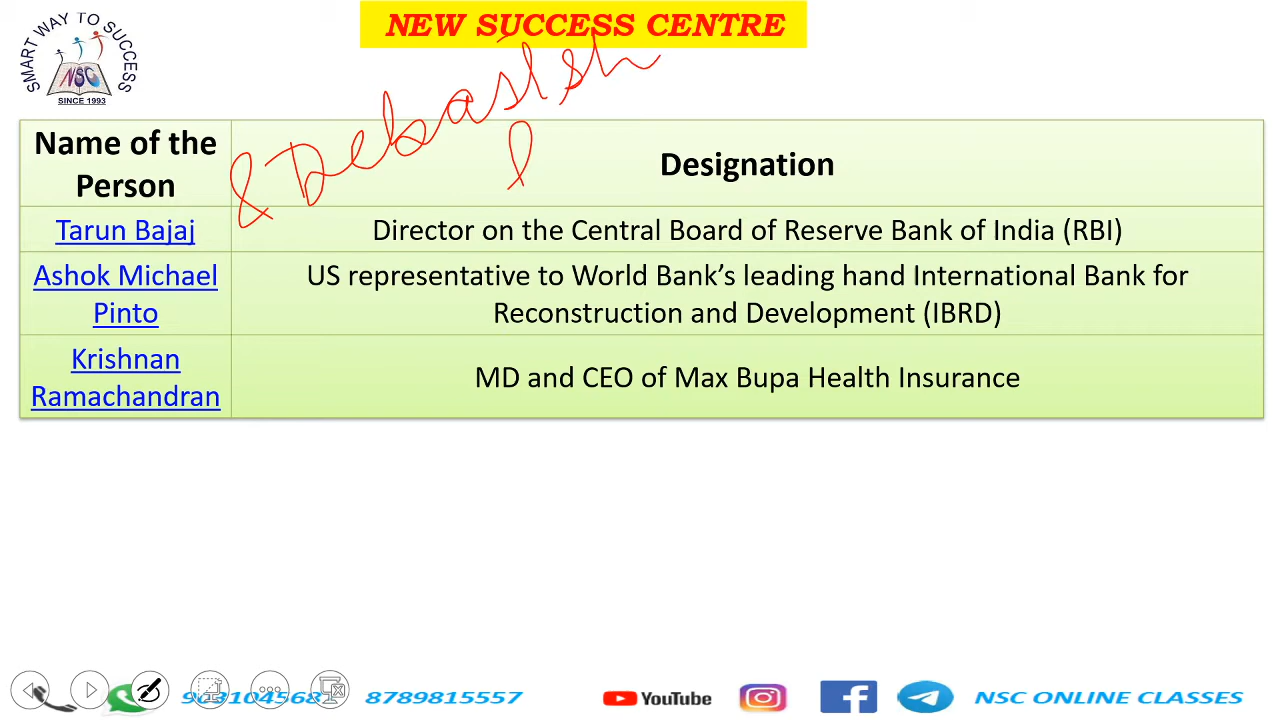 SMART WAY TO SUCCESS
NSC
SINCE 1993
NEW SUCCESS CENTRE
& Debasish
Name of the
Person
Designation
Tarun Bajaj
Director on the Central Board of Reserve Bank of India (RBI)
Ashok Michael
Pinto
US representative to World Bank’s leading hand International Bank for
Reconstruction and Development (IBRD)
Krishnan
Ramachandran
MD and CEO of Max Bupa Health Insurance
8789815557
YouTube
NSC ONLINE CLASSES